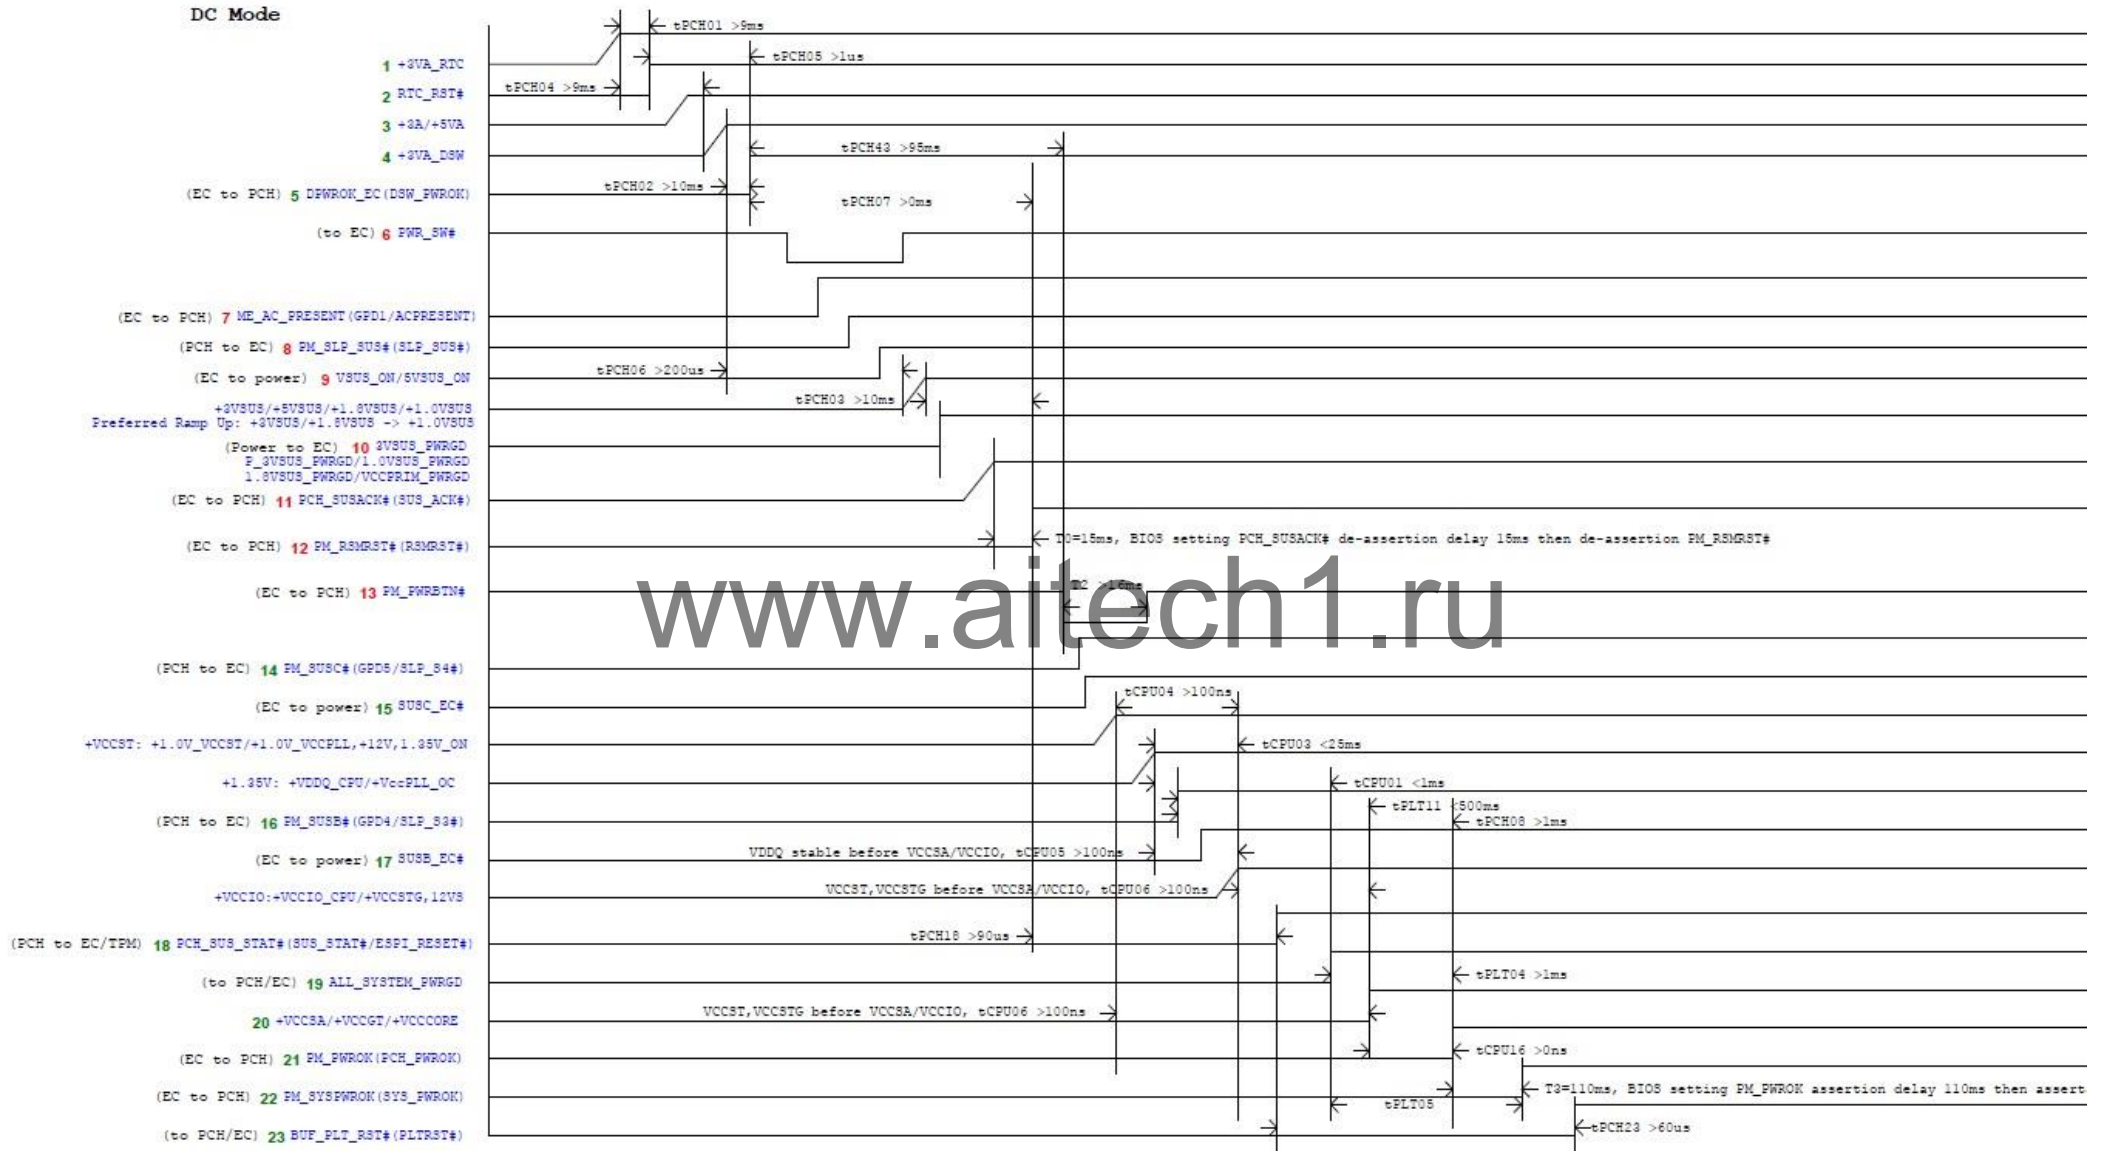 DC Mode
tPCH01 >9ms
tPCH05 >1us
1 +3VA_RTC
tPCH04 >9ms
2 RTC_RST#
3 +3A/+5VA
tPCH43 >95ms
4 +3VA_DSW
tPCH02 >10ms
(EC to PCH) 5 DPWROK_EC(DSW_PWROK)
tPCH07 >0ms
(to EC) 6 PWR_SW#
(EC to PCH) 7 ME_AC_PRESENT(GPD1/ACPRESENT)
(PCH to EC) 8 PM_SLP_SUS#(SLP_SUS#)
tPCH06 >200us
(EC to power) 9 VSUS_ON/5VSUS_ON
tPCH03 >10ms
+3VSUS/+5VSUS/+1.8VSUS/+1.0VSUS
Preferred Ramp Up: +3VSUS/+1.8VSUS -> +1.0VSUS
(Power to EC) 10 3VSUS_PWRGD
P_3VSUS_PWRGD/1.0VSUS_PWRGD
1.8VSUS_PWRGD/VCCPRIM_PWRGD
(EC to PCH) 11 PCH_SUSACK#(SUS_ACK#)
T0=15ms, BIOS setting PCH_SUSACK# de-assertion delay 15ms then de-assertion PM_RSMRST#
(EC to PCH) 12 PM_RSMRST#(RSMRST#)
T2 >16ms
(EC to PCH) 13 PM_PWRBTN#
www.aitech1.ru
(PCH to EC) 14 PM_SUSC#(GPD5/SLP_S4#)
tCPU04 >100ns
(EC to power) 15 SUSC_EC#
+VCCST: +1.0V_VCCST/+1.0V_VCCPLL,+12V,1.35V_ON
tCPU03 <25ms
+1.35V: +VDDQ_CPU/+VccPLL_OC
tCPU01 <1ms
tPLT11 <500ms
(PCH to EC) 16 PM_SUSB#(GPD4/SLP_S3#)
tPCH08 >1ms
VDDQ stable before VCCSA/VCCIO, tCPU05 >100ns
(EC to power) 17 SUSB_EC#
VCCST,VCCSTG before VCCSA/VCCIO, tCPU06 >100ns
+VCCIO:+VCCIO_CPU/+VCCSTG,12VS
tPCH18 >90us
(PCH to EC/TPM) 18 PCH_SUS_STAT#(SUS_STAT#/ESPI_RESET#)
tPLT04 >1ms
(to PCH/EC) 19 ALL_SYSTEM_PWRGD
VCCST,VCCSTG before VCCSA/VCCIO, tCPU06 >100ns
20 +VCCSA/+VCCGT/+VCCCORE
tCPU16 >0ns
(EC to PCH) 21 PM_PWROK(PCH_PWROK)
T3=110ms, BIOS setting PM_PWROK assertion delay 110ms then assert
(EC to PCH) 22 PM_SYSPWROK(SYS_PWROK)
tPLT05
tPCH23 >60us
(to PCH/EC) 23 BUF_PLT_RST#(PLTRST#)